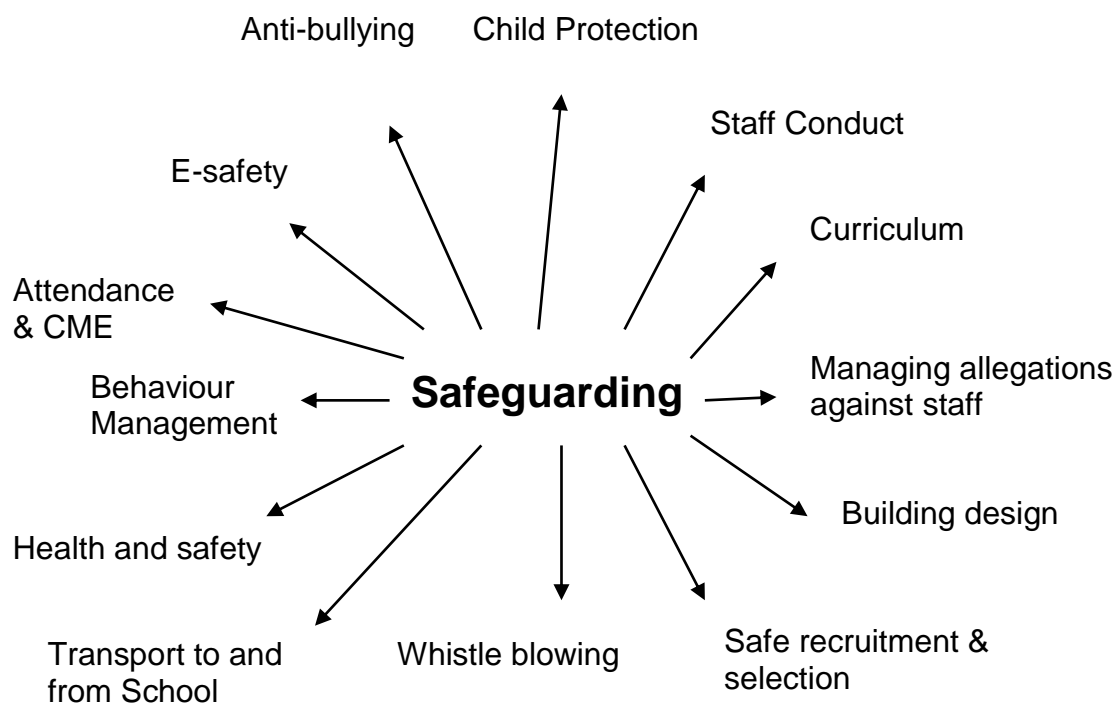 Anti-bullying
Child Protection
Staff Conduct
E-safety
Curriculum
Attendance
& CME
Managing allegations
against staff
Behaviour
Management
Safeguarding
Building design
Health and safety
Transport to and
from School
Whistle blowing
Safe recruitment &
selection